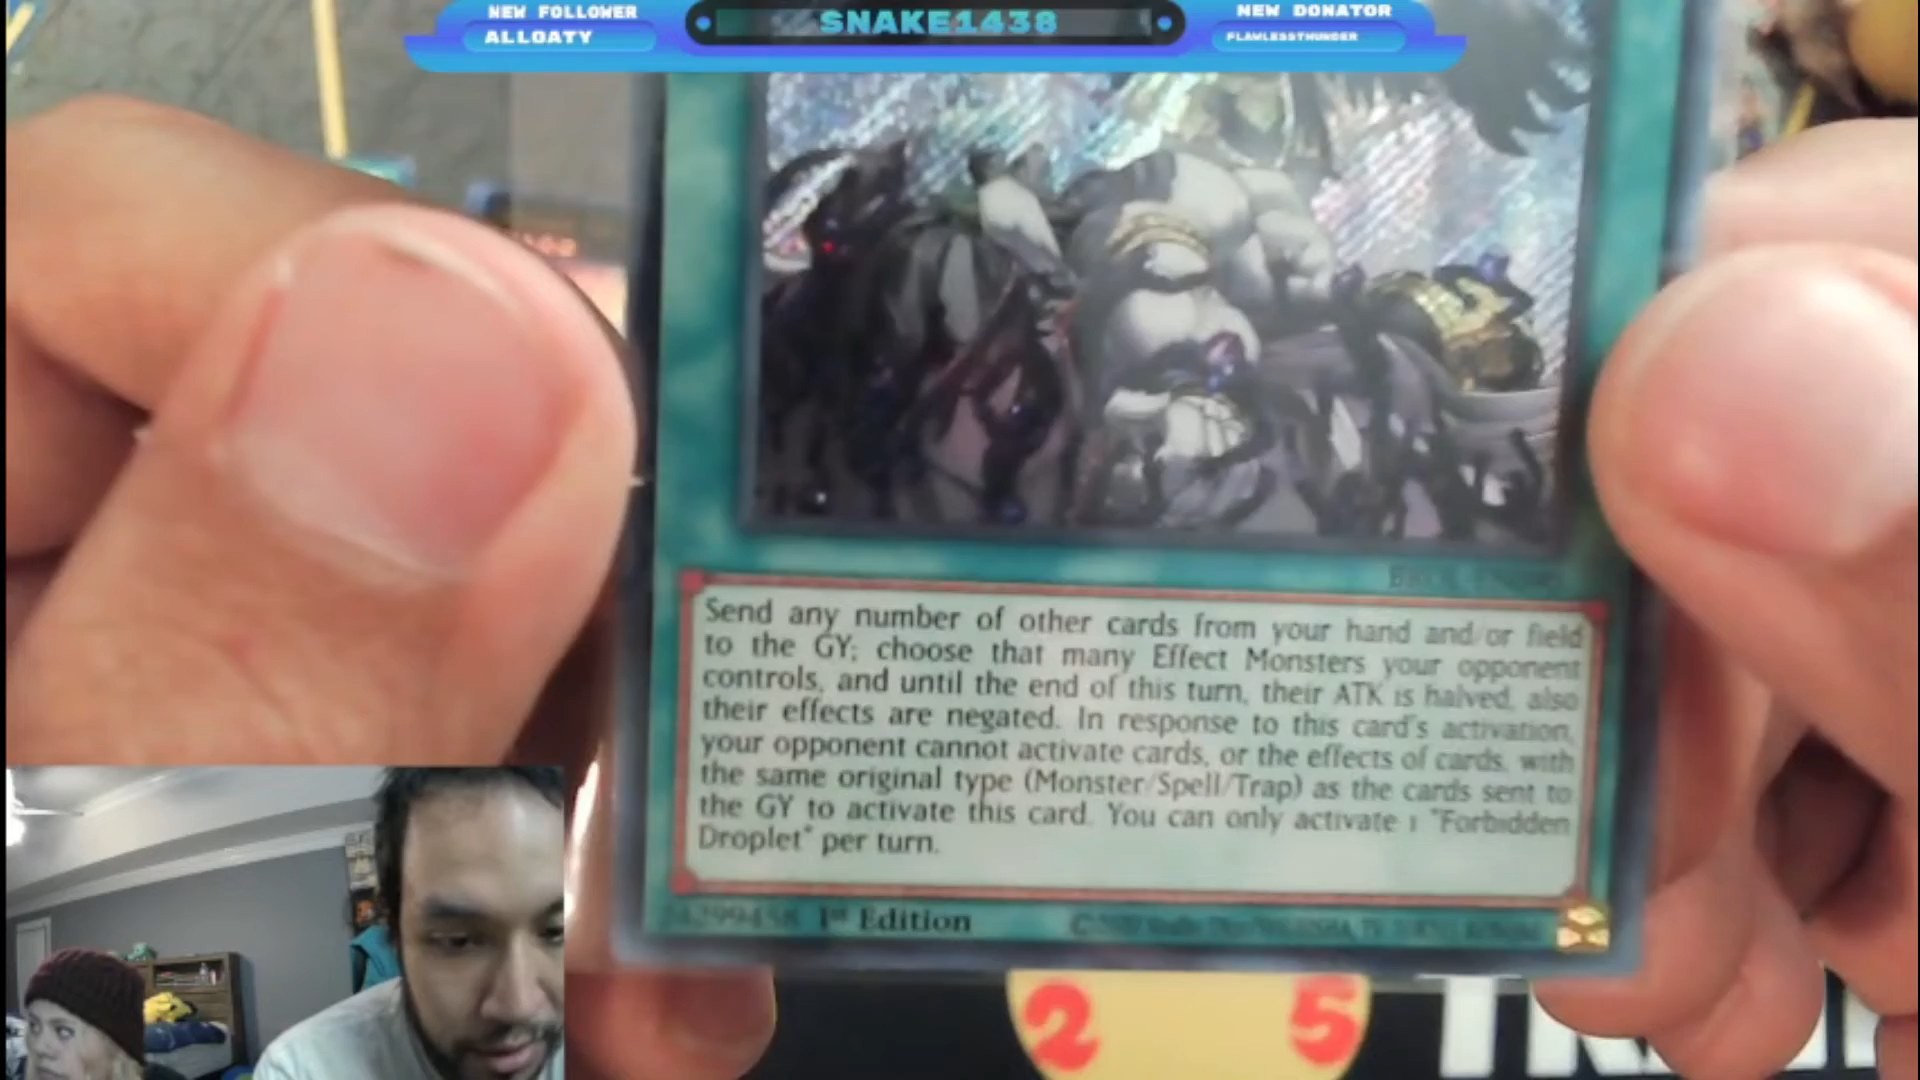 NEW FOLLOWER
ALLOATY
SNAKE1438
NEW DONATOR
FLAWLESSTHUNDER
Send any number of other cards from your hand and/or field
to the GY; choose that many Effect Monsters your opponent
controls, and until the end of this turn, their ATK is halved, also
their effects are negated. In response to this card's activation,
your opponent cannot activate cards, or the effects of cards, with
the same original type (Monster/Spell/Trap) as the cards sent to
the GY to activate this card. You can only activate 1 "Forbidden
Droplet" per turn.
1st Edition
2 5